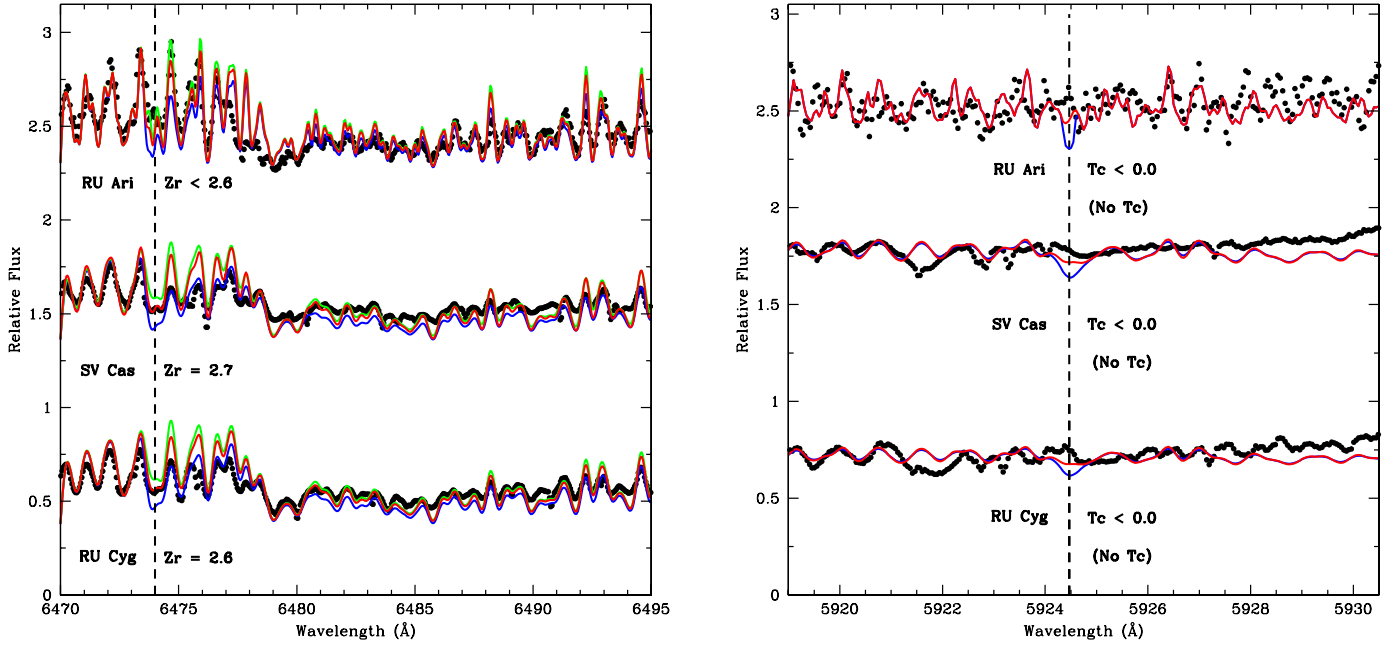 3
2.5
2
1.5
1
0.5
0
Relative Flux
RU Ari Zr < 2.6
SV Cas Zr = 2.7
RU Cyg Zr = 2.6
6470 6475 6480 6485 6490 6495
Wavelength (Å)
3
2.5
2
1.5
1
0.5
0
Relative Flux
RU Ari Tc < 0.0
(No Tc)
SV Cas Tc < 0.0
(No Tc)
RU Cyg Tc < 0.0
(No Tc)
5920 5922 5924 5926 5928 5930
Wavelength (Å)